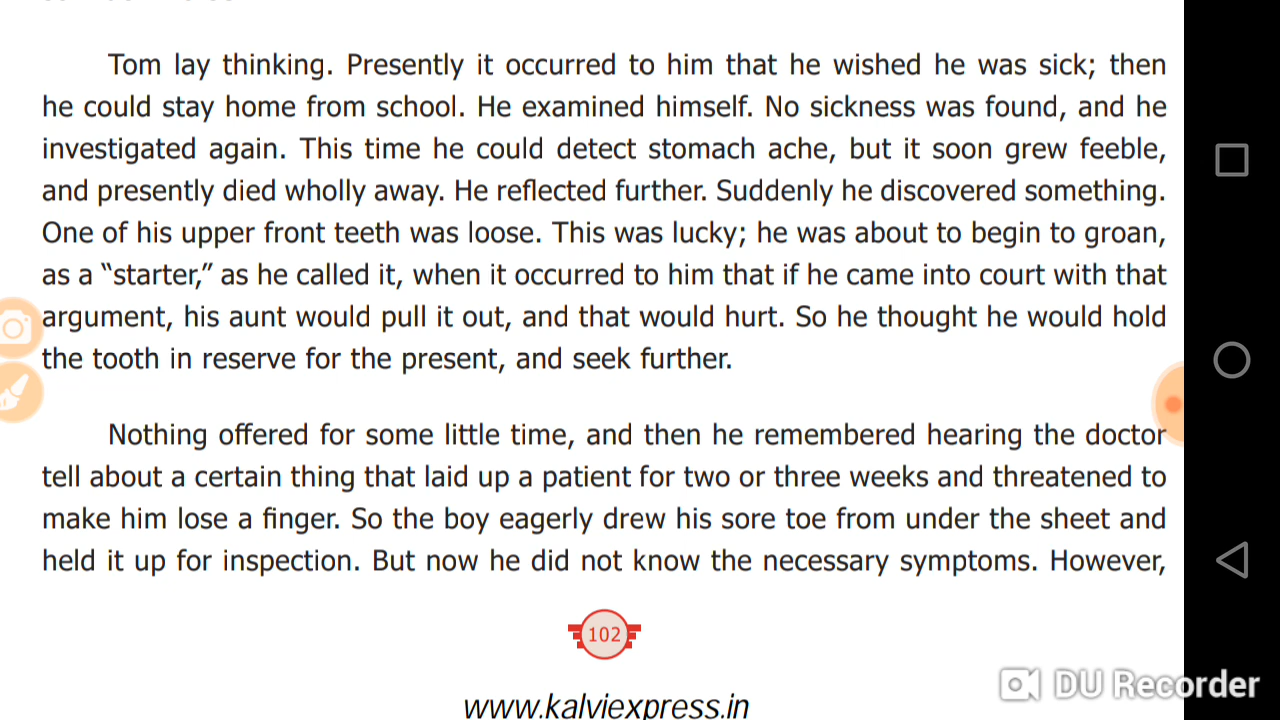 Tom lay thinking. Presently it occurred to him that he wished he was sick; then
he could stay home from school. He examined himself. No sickness was found, and he
investigated again. This time he could detect stomach ache, but it soon grew feeble,
and presently died wholly away. He reflected further. Suddenly he discovered something.
One of his upper front teeth was loose. This was lucky; he was about to begin to groan,
as a “starter,” as he called it, when it occurred to him that if he came into court with that
argument, his aunt would pull it out, and that would hurt. So he thought he would hold
the tooth in reserve for the present, and seek further.
Nothing offered for some little time, and then he remembered hearing the doctor
tell about a certain thing that laid up a patient for two or three weeks and threatened to
make him lose a finger. So the boy eagerly drew his sore toe from under the sheet and
held it up for inspection. But now he did not know the necessary symptoms. However,
102
DU Recorder
www.kalviexpress.in